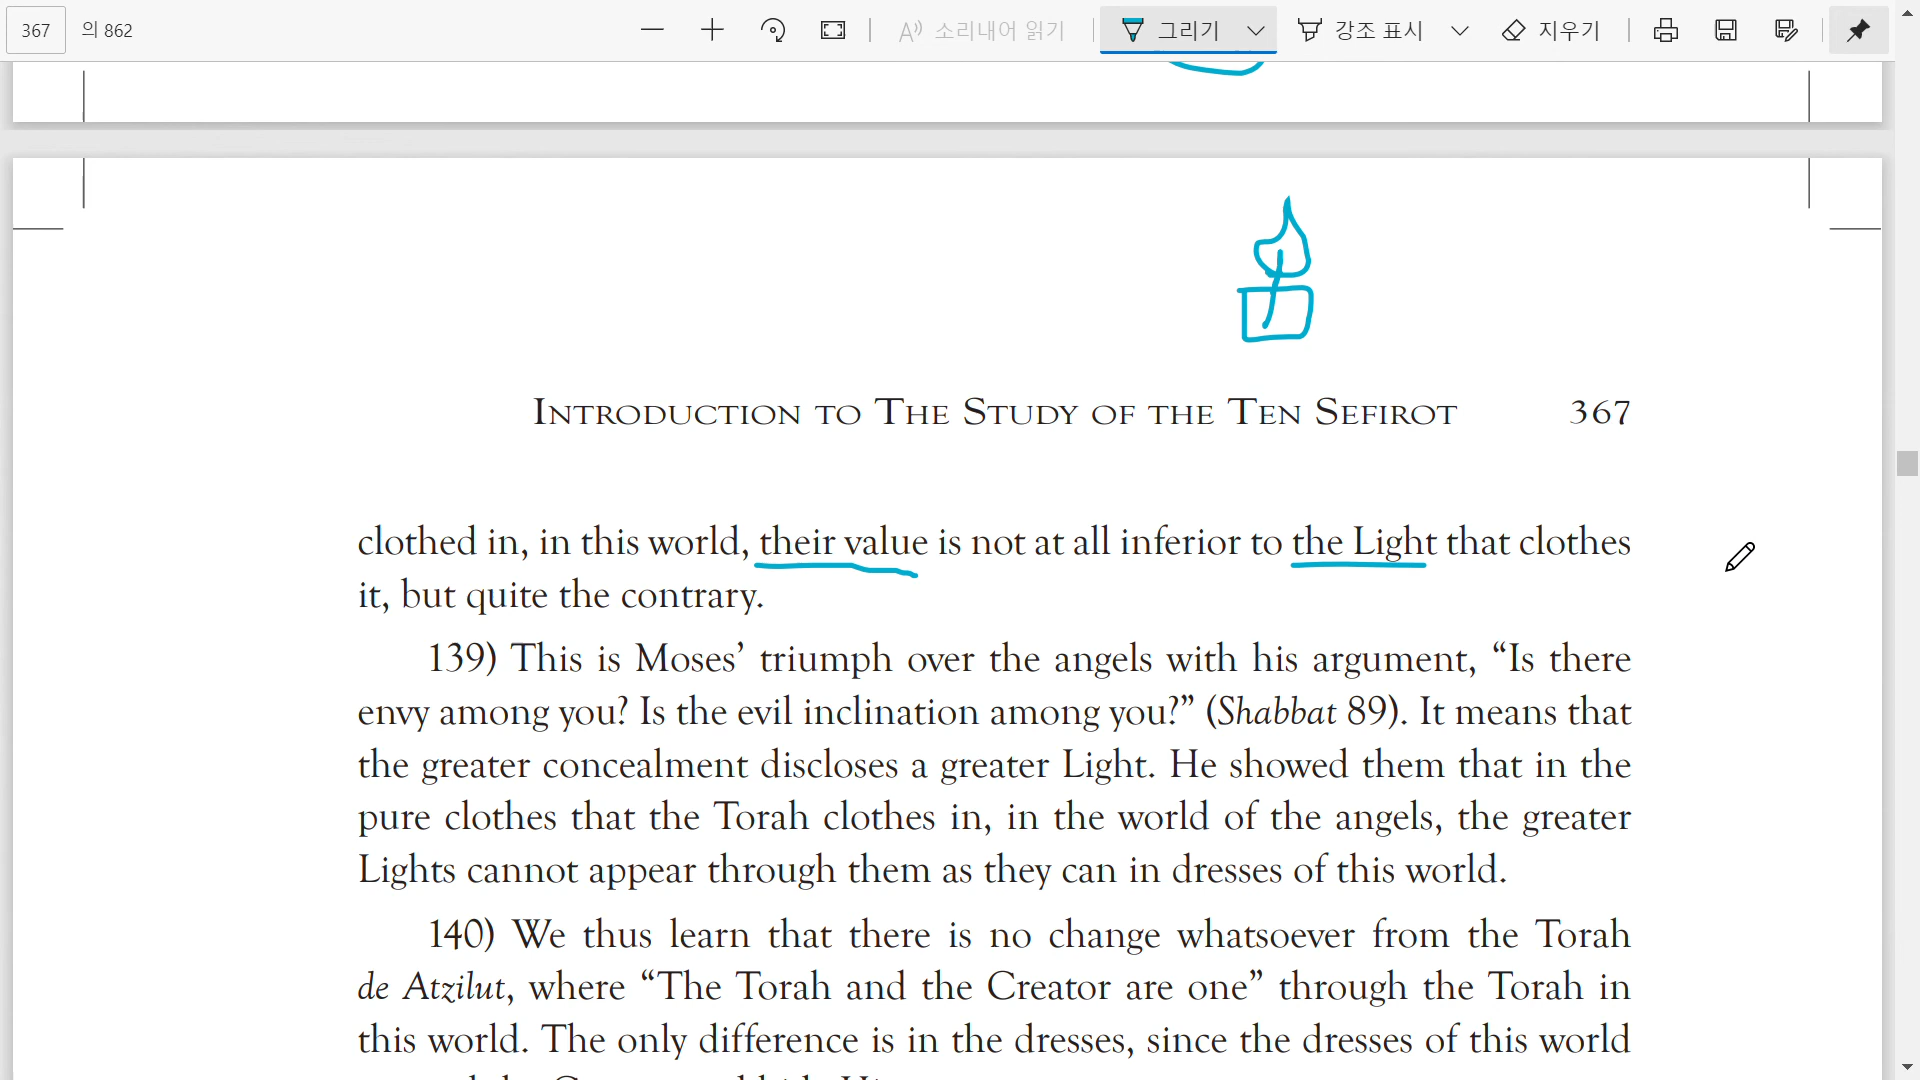 367 의 862 소리내어 읽기 그리기 강조 표시 지우기
INTRODUCTION TO THE STUDY OF THE TEN SEFIROT 367
clothed in, in this world, their value is not at all inferior to the Light that clothes
it, but quite the contrary.
139) This is Moses’ triumph over the angels with his argument, “Is there
envy among you? Is the evil inclination among you?” (Shabbat 89). It means that
the greater concealment discloses a greater Light. He showed them that in the
pure clothes that the Torah clothes in, in the world of the angels, the greater
Lights cannot appear through them as they can in dresses of this world.
140) We thus learn that there is no change whatsoever from the Torah
de Atzilut, where “The Torah and the Creator are one” through the Torah in
this world. The only difference is in the dresses, since the dresses of this world